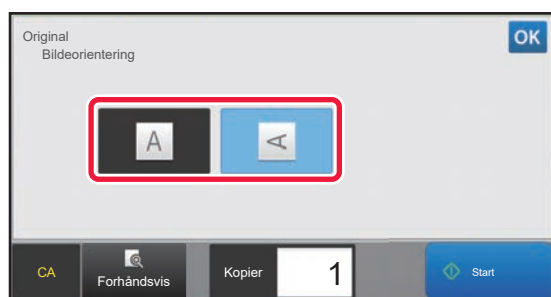 Original
Bildeorientering
OK
A
A
CA
Forhåndsvis
Kopier
1
Start